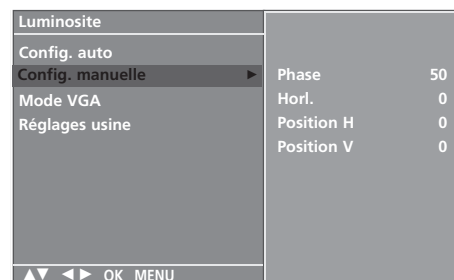 Luminosite
Config. auto
Config. manuelle ▶
Mode VGA
Réglages usine
Phase 50
Horl. 0
Position H 0
Position V 0
▲▼ ◀▶ OK MENU